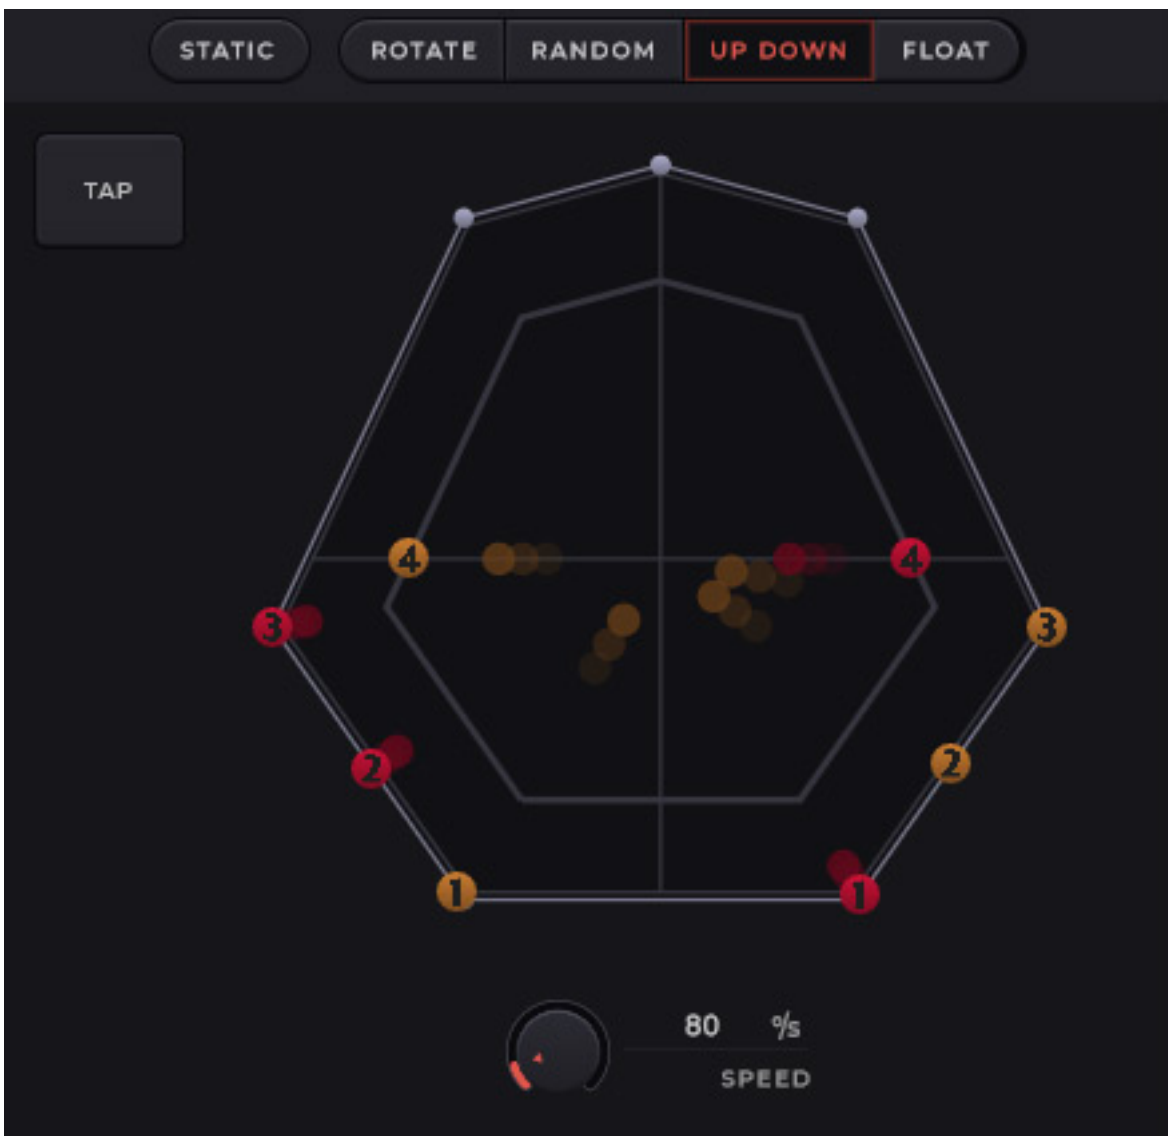 STATIC ROTATE RANDOM UP DOWN FLOAT
TAP
4 4
3 3
2 2
1 1
80 %s
SPEED